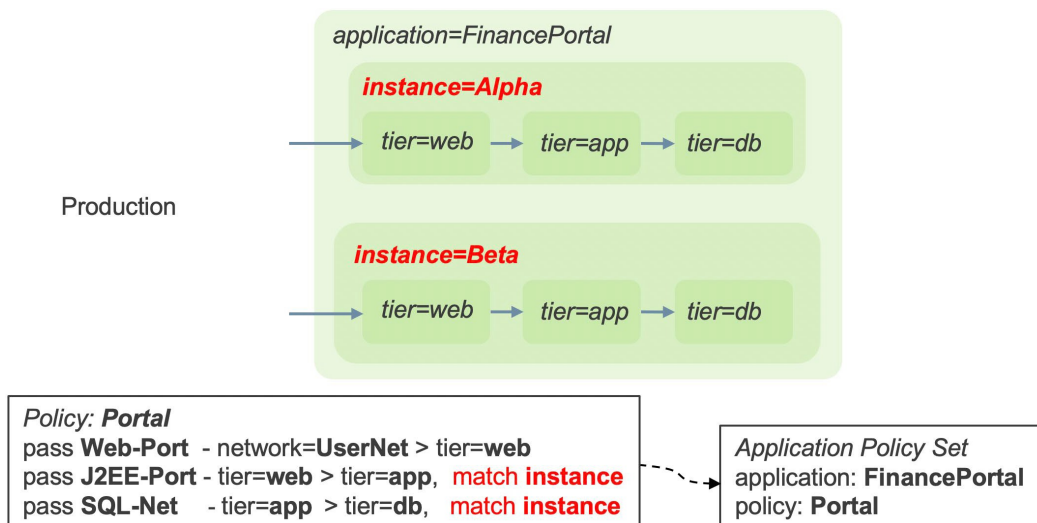 application=FinancePortal
instance=Alpha
tier=web
tier=app
tier=db
Production
instance=Beta
tier=web
tier=app
tier=db
Policy: Portal
pass Web-Port - network=UserNet > tier=web
pass J2EE-Port - tier=web > tier=app, match instance
pass SQL-Net - tier=app > tier=db, match instance
Application Policy Set
application: FinancePortal
policy: Portal